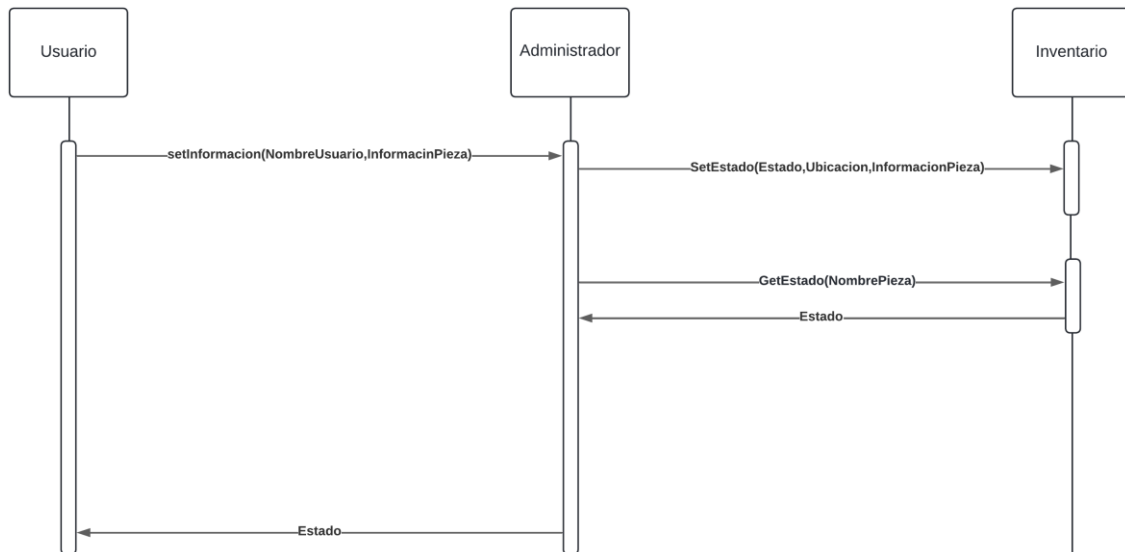 Usuario
Administrador
Inventario
setInformacion(NombreUsuario,InformacinPieza)
SetEstado(Estado,Ubicacion,InformacionPieza)
GetEstado(NombrePieza)
Estado
Estado